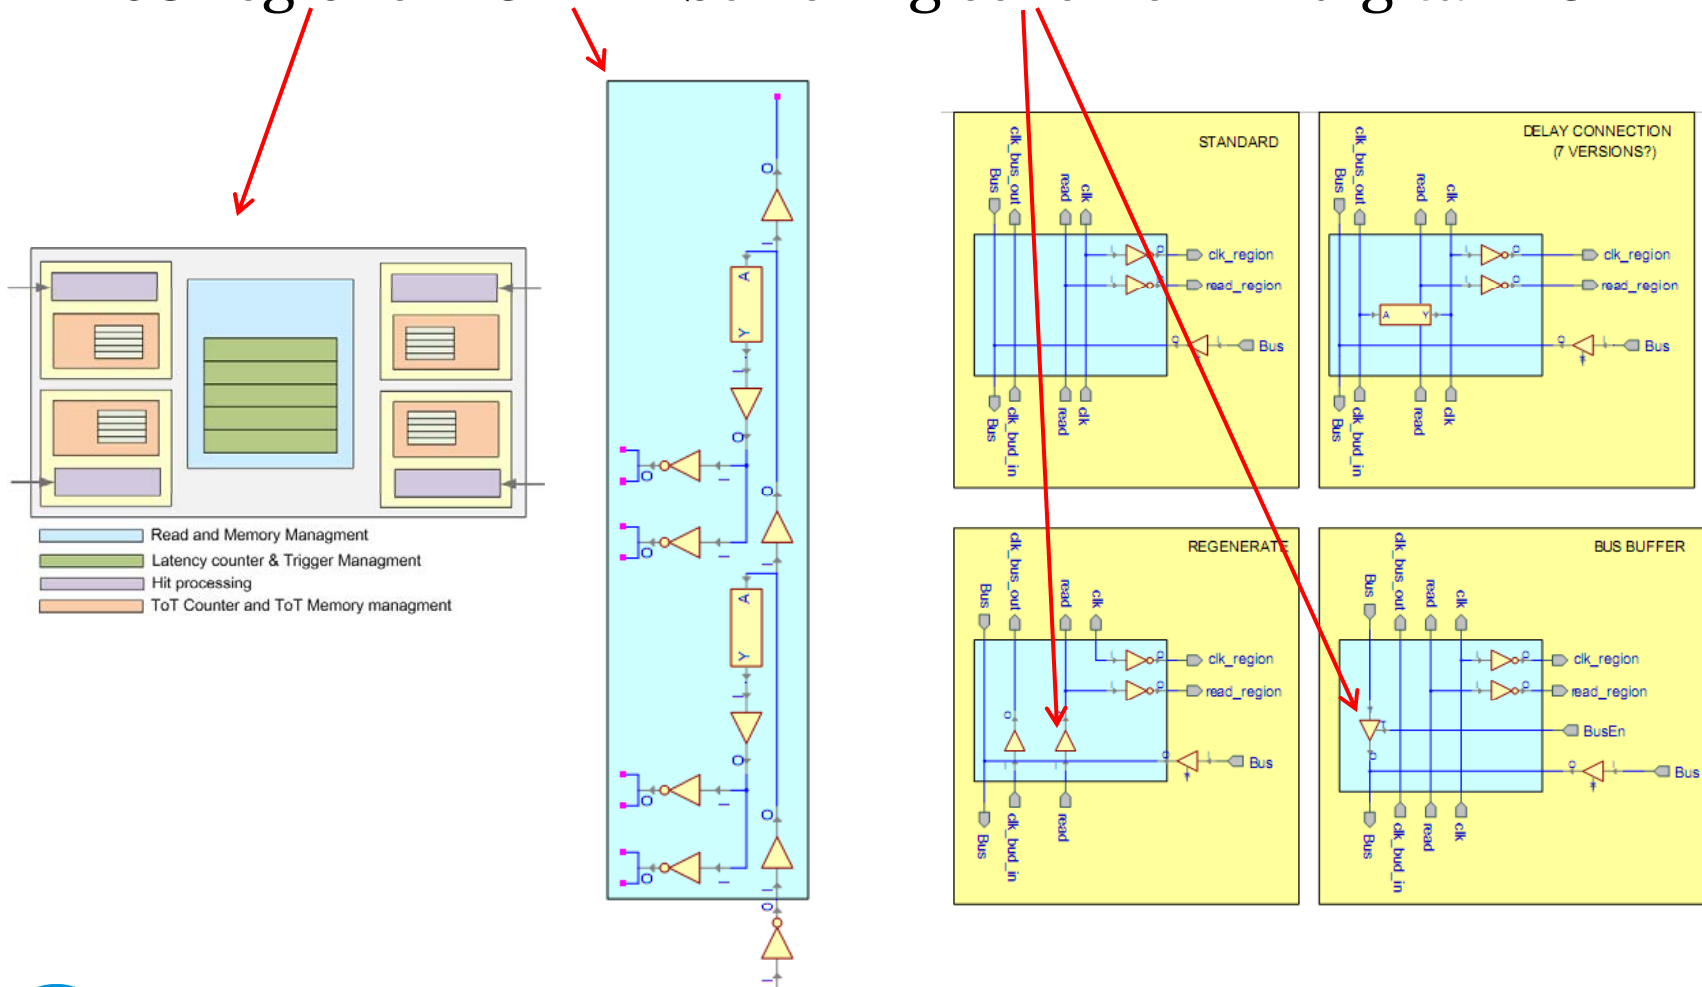 STANDARD
Bus
clk_bus_out
read
clk
clk_region
read_region
Bus
Bus
clk_bud_in
read
clk
DELAY CONNECTION
(7 VERSIONS?)
Bus
clk_bus_out
read
clk
clk_region
read_region
A Y
Bus
Bus
clk_bud_in
read
clk
O
I
A
Y
I
O
O
I
O
I
O
I
A
Y
I
O
O
I
O
I
O
I
O
I
Read and Memory Managment
Latency counter & Trigger Managment
Hit processing
ToT Counter and ToT Memory managment
REGENERATE
Bus
clk_bus_out
read
clk
clk_region
read_region
Bus
Bus
clk_bud_in
read
BUS BUFFER
Bus
clk_bus_out
read
clk
clk_region
read_region
BusEn
Bus
Bus
clk_bud_in
read
clk